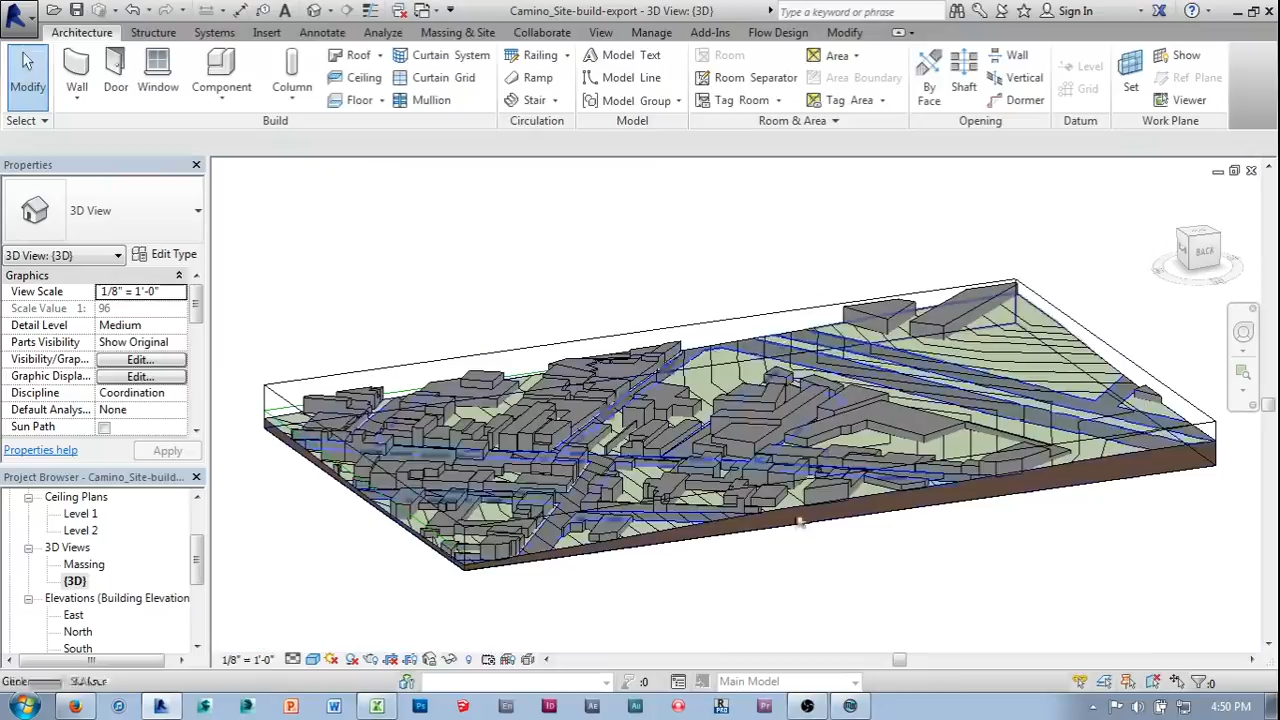 Camino_Site-build-export - 3D View: {3D}
Type a keyword or phrase
Sign In
Architecture Structure Systems Insert Annotate Analyze Massing & Site Collaborate View Manage Add-Ins Flow Design Modify
Modify
Wall
Door
Window
Component
Column
Roof
Ceiling
Floor
Curtain System
Curtain Grid
Mullion
Railing
Ramp
Stair
Model Text
Model Line
Model Group
Room
Room Separator
Tag Room
Area
Area Boundary
Tag Area
By Face
Shaft
Wall
Vertical
Dormer
Level
Grid
Set
Show
Ref Plane
Viewer
Select
Build
Circulation
Model
Room & Area
Opening
Datum
Work Plane
Properties
3D View
3D View: {3D}
Edit Type
Graphics
View Scale 1/8" = 1'-0"
Scale Value 1: 96
Detail Level Medium
Parts Visibility Show Original
Visibility/Grap... Edit...
Graphic Displa... Edit...
Discipline Coordination
Default Analys... None
Sun Path
Properties help
Apply
Project Browser - Camino_Site-build...
Ceiling Plans
Level 1
Level 2
3D Views
Massing
{3D}
Elevations (Building Elevation
East
North
South
BACK
1/8" = 1'-0"
:0
Main Model
:0
4:50 PM